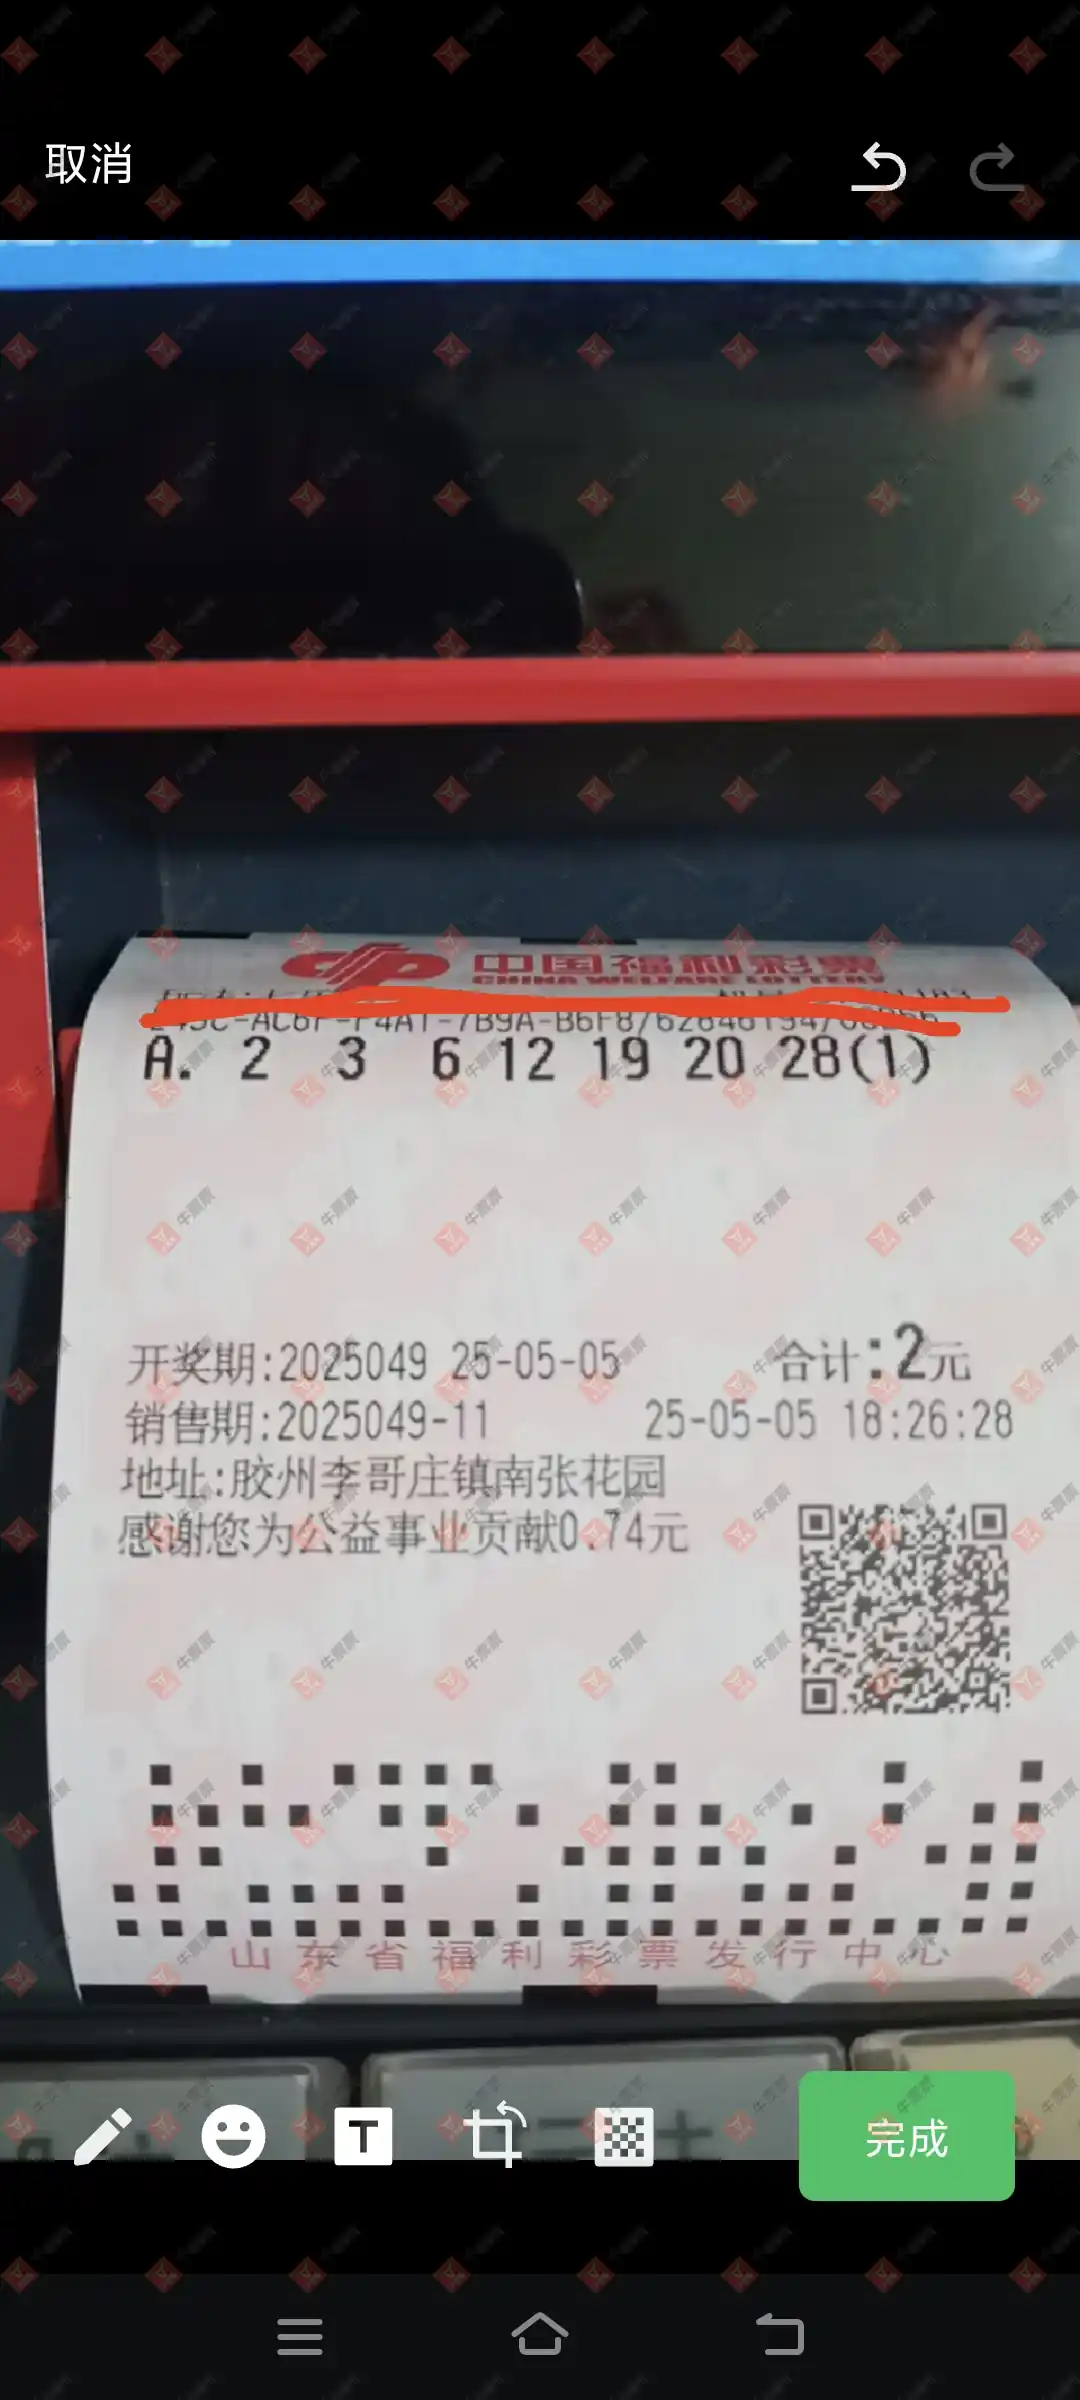 取消
中国福利彩票
CHINA WELFARE LOTTERY
A. 2 3 6 12 19 20 28(1)
开奖期:2025049 25-05-05 合计:2元
销售期:2025049-11 25-05-05 18:26:28
地址:胶州李哥庄镇南张花园
感谢您为公益事业贡献0.74元
山东省福利彩票发行中心
T
完成
牛票票